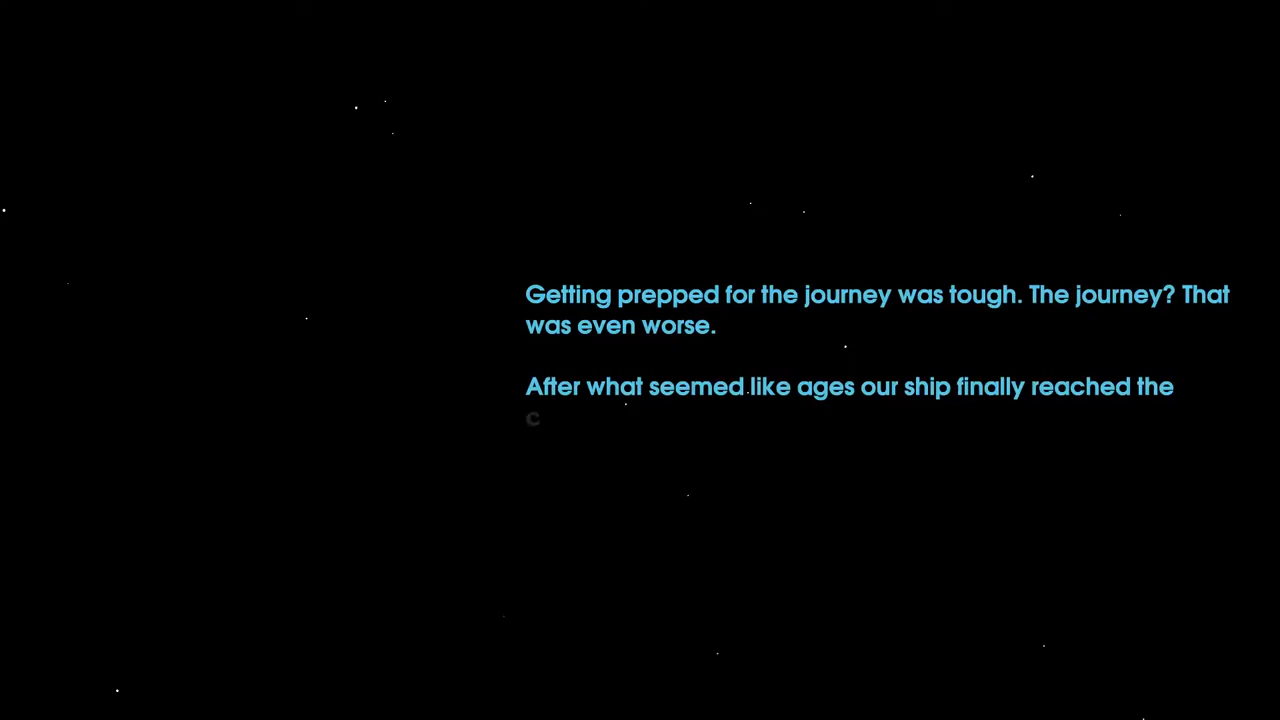 Getting prepped for the journey was tough. The journey? That
was even worse.
After what seemed like ages our ship finally reached the
c